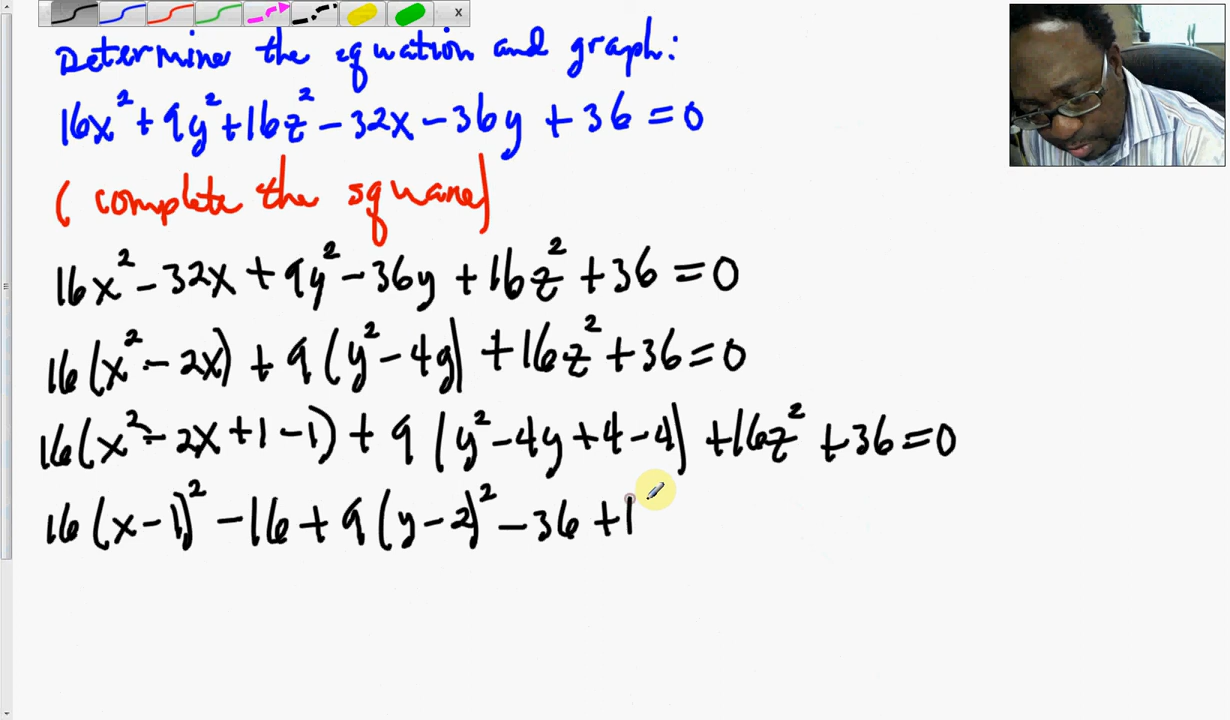 Determine the equation and graph:
16x² + 9y² + 16z² - 32x - 36y + 36 = 0
( complete the square)
16x² - 32x + 9y² - 36y + 16z² + 36 = 0
16(x² - 2x) + 9(y² - 4y) + 16z² + 36 = 0
16(x² - 2x + 1 - 1) + 9(y² - 4y + 4 - 4) + 16z² + 36 = 0
16(x - 1)² - 16 + 9(y - 2)² - 36 + 1